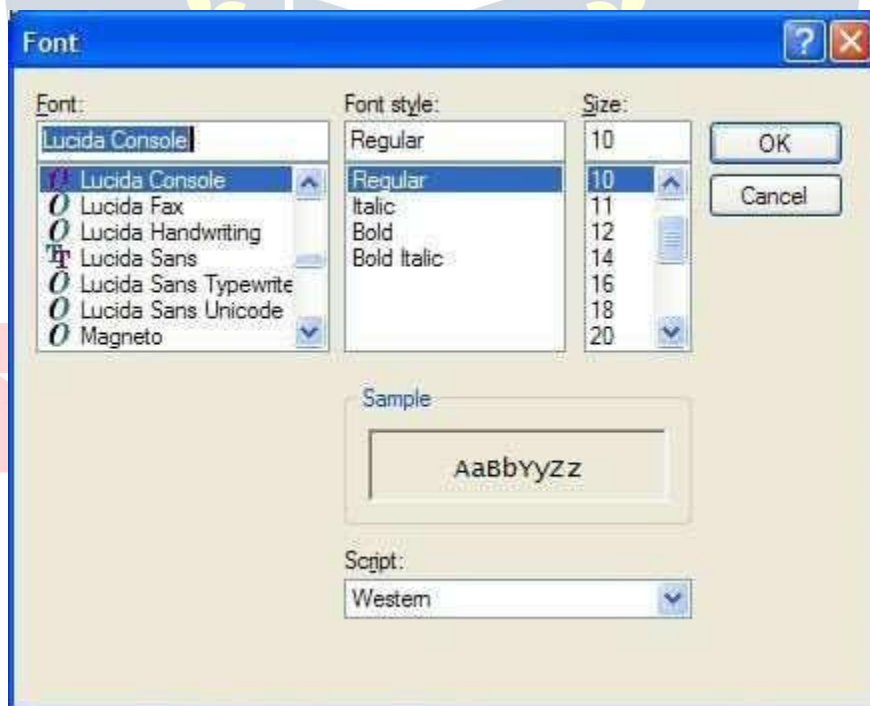 Font
Font:
Font style:
Size:
Lucida Console
Regular
10
OK
Cancel
Lucida Console
Lucida Fax
Lucida Handwriting
Lucida Sans
Lucida Sans Typewrite
Lucida Sans Unicode
Magneto
Regular
Italic
Bold
Bold Italic
10
11
12
14
16
18
20
Sample
AaBbYyZz
Script:
Western